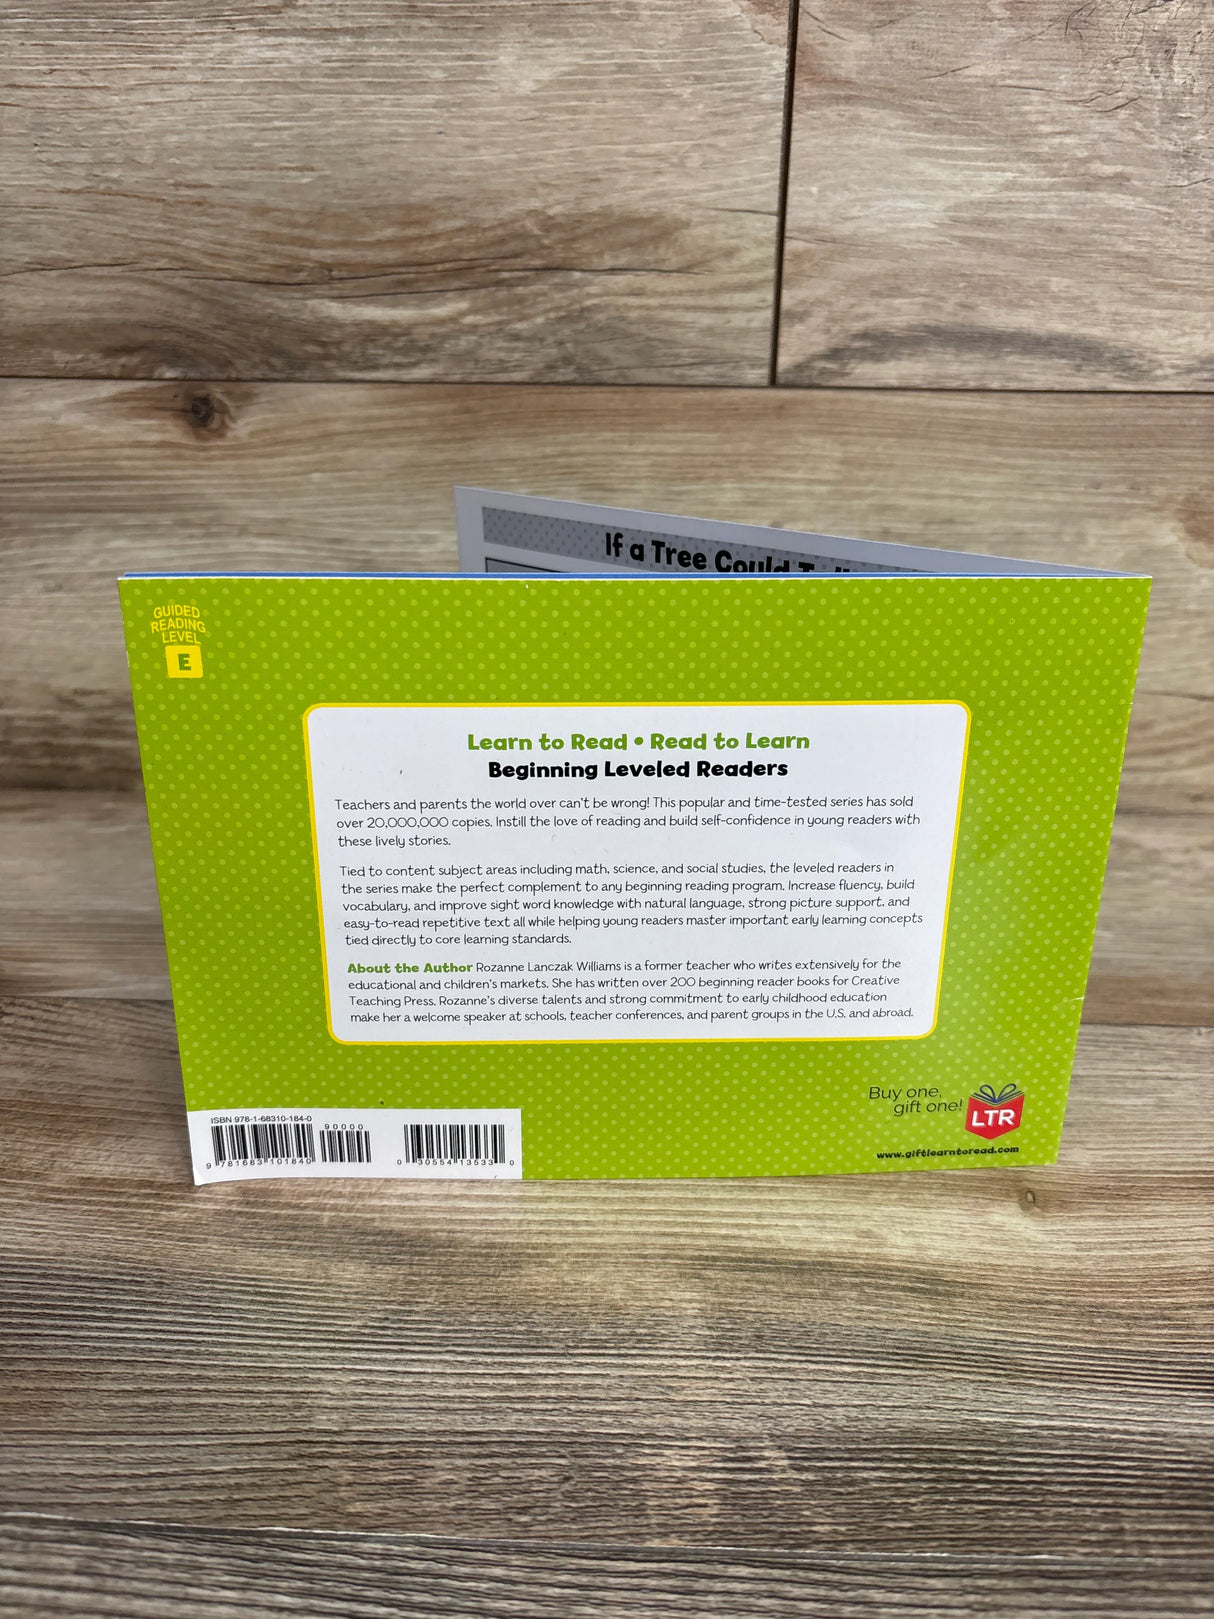 If a Tree Could
GUIDED
READING
LEVEL
E
Learn to Read • Read to Learn
Beginning Leveled Readers
Teachers and parents the world over can't be wrong! This popular and time-tested series has sold
over 20,000,000 copies. Instill the love of reading and build self-confidence in young readers with
these lively stories.
Tied to content subject areas including math, science, and social studies, the leveled readers in
the series make the perfect complement to any beginning reading program. Increase fluency, build
vocabulary, and improve sight word knowledge with natural language, strong picture support, and
easy-to-read repetitive text all while helping young readers master important early learning concepts
tied directly to core learning standards.
About the Author Rozanne Lanczak Williams is a former teacher who writes extensively for the
educational and children's markets. She has written over 200 beginning reader books for Creative
Teaching Press. Rozanne's diverse talents and strong commitment to early childhood education
make her a welcome speaker at schools, teacher conferences, and parent groups in the U.S. and abroad.
Buy one,
gift one!
LTR
www.giftlearntoread.com
ISBN 978-1-68310-184-0
90000
9 781683 101840
0 30554 13533 0